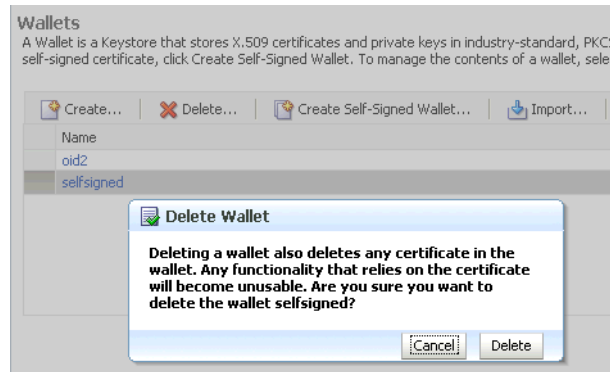 Wallets
A Wallet is a Keystore that stores X.509 certificates and private keys in industry-standard, PKCS
self-signed certificate, click Create Self-Signed Wallet. To manage the contents of a wallet, sele
Create... Delete... Create Self-Signed Wallet... Import...
Name
oid2
selfsigned
Delete Wallet
Deleting a wallet also deletes any certificate in the
wallet. Any functionality that relies on the certificate
will become unusable. Are you sure you want to
delete the wallet selfsigned?
Cancel Delete